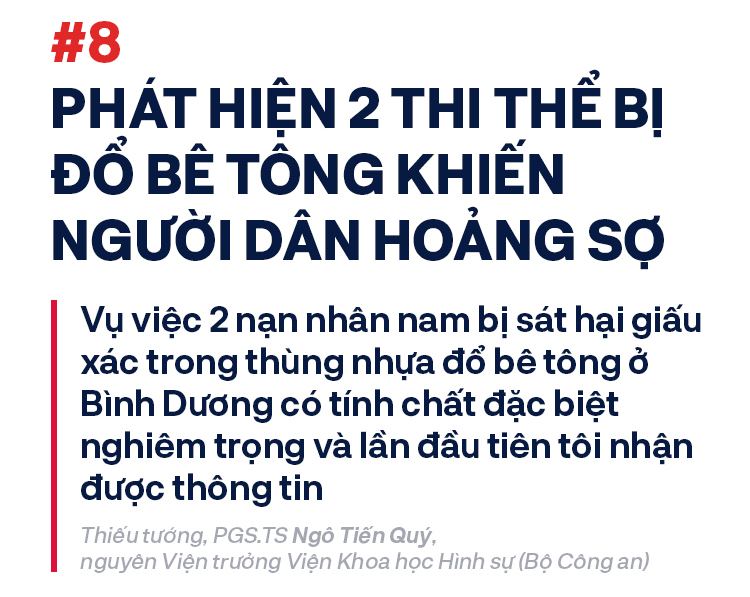 #8
PHÁT HIỆN 2 THI THỂ BỊ
ĐỔ BÊ TÔNG KHIẾN
NGƯỜI DÂN HOẢNG SỢ
Vụ việc 2 nạn nhân nam bị sát hại giấu
xác trong thùng nhựa đổ bê tông ở
Bình Dương có tính chất đặc biệt
nghiêm trọng và lần đầu tiên tôi nhận
được thông tin
Thiếu tướng, PGS.TS Ngô Tiến Quý,
nguyên Viện trưởng Viện Khoa học Hình sự (Bộ Công an)